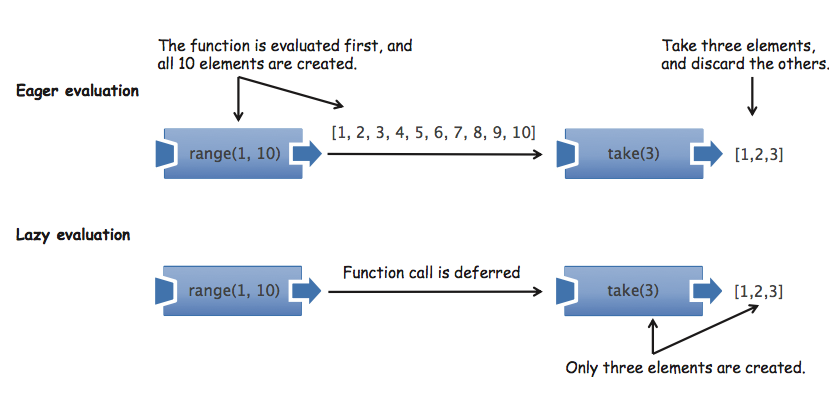 The function is evaluated first, and
all 10 elements are created.
Take three elements,
and discard the others.
Eager evaluation
range(1, 10)
[1, 2, 3, 4, 5, 6, 7, 8, 9, 10]
take(3)
[1,2,3]
Lazy evaluation
range(1, 10)
Function call is deferred
take(3)
[1,2,3]
Only three elements are created.